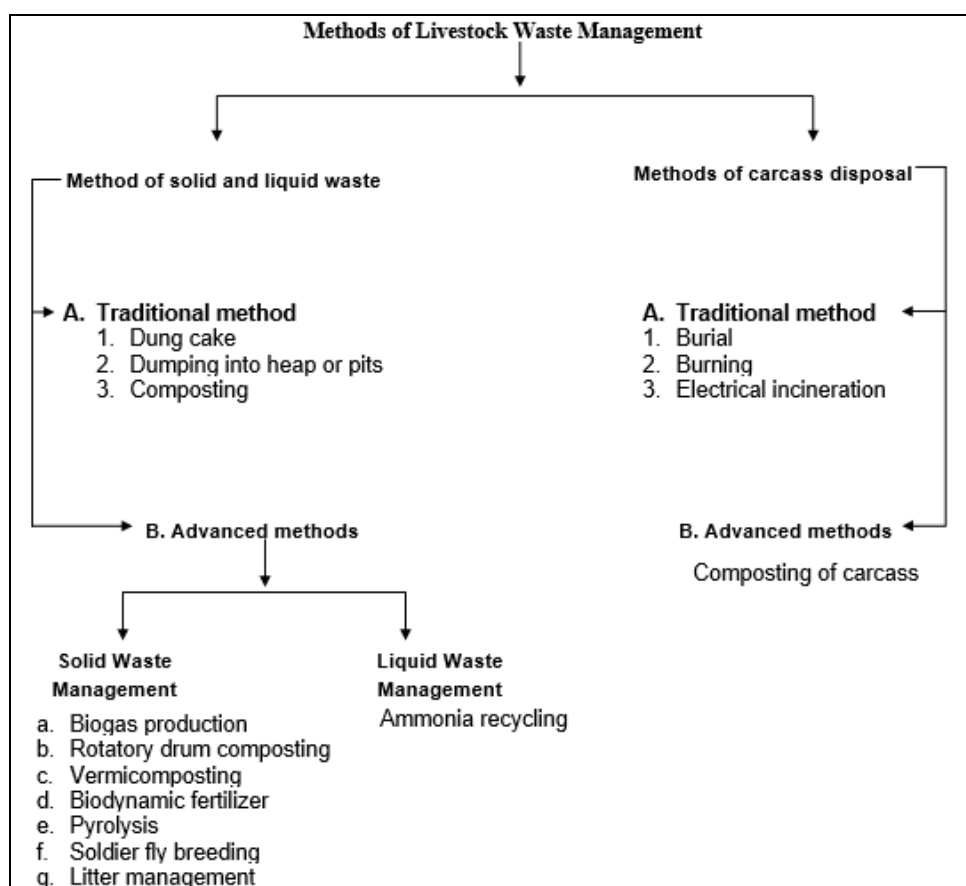 Methods of Livestock Waste Management
Method of solid and liquid waste
Methods of carcass disposal
A. Traditional method
1. Dung cake
2. Dumping into heap or pits
3. Composting
A. Traditional method
1. Burial
2. Burning
3. Electrical incineration
B. Advanced methods
B. Advanced methods
Composting of carcass
Solid Waste
Management
a. Biogas production
b. Rotatory drum composting
c. Vermicomposting
d. Biodynamic fertilizer
e. Pyrolysis
f. Soldier fly breeding
g. Litter management
Liquid Waste
Management
Ammonia recycling